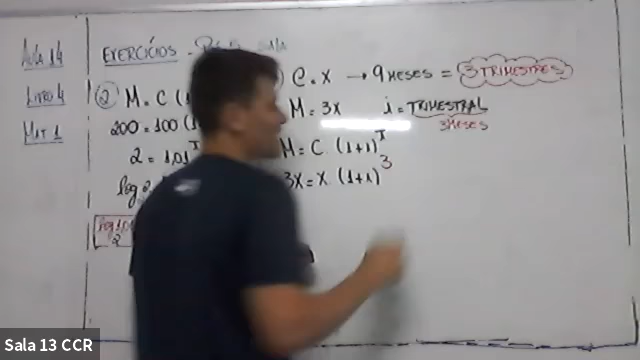 AULA 14
LIVRO 4
MAT 1
EXERCÍCIOS
2 M = C (1
200 = 100 (1
2 = 1,01
log 2
C = X → 9 MESES = 3 TRIMESTRES
M = 3X i = TRIMESTRAL
3 MESES
M = C. (1+i)^T
3X = X. (1+i)^3
Sala 13 CCR